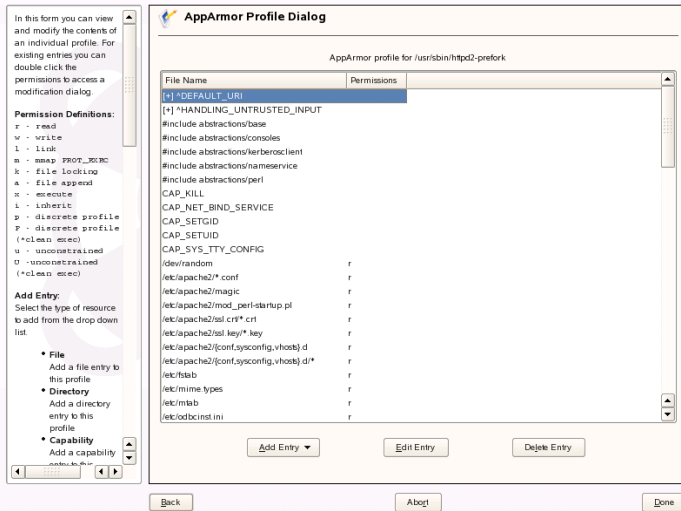 In this form you can view
and modify the contents of
an individual profile. For
existing entries you can
double click the
permissions to access a
modification dialog.
Permission Definitions:
r - read
w - write
l - link
m - mmap PROT_EXEC
k - file locking
a - file append
x - execute
i - inherit
p - discrete profile
P - discrete profile
(*clean exec)
u - unconstrained
U -unconstrained
(*clean exec)
Add Entry:
Select the type of resource
to add from the drop down
list.
File
Add a file entry to
this profile
Directory
Add a directory
entry to this
profile
Capability
Add a capability
entry to this
AppArmor Profile Dialog
AppArmor profile for /usr/sbin/httpd2-prefork
File Name Permissions
[+] ^DEFAULT_URI
[+] ^HANDLING_UNTRUSTED_INPUT
#include abstractions/base
#include abstractions/consoles
#include abstractions/kerberosclient
#include abstractions/nameservice
#include abstractions/perl
CAP_KILL
CAP_NET_BIND_SERVICE
CAP_SETGID
CAP_SETUID
CAP_SYS_TTY_CONFIG
/dev/random r
/etc/apache2/*.conf r
/etc/apache2/magic r
/etc/apache2/mod_perl-startup.pl r
/etc/apache2/ssl.crt/*.crt r
/etc/apache2/ssl.key/*.key r
/etc/apache2/{conf,sysconfig,vhosts}.d r
/etc/apache2/{conf,sysconfig,vhosts}.d/* r
/etc/fstab r
/etc/mime.types r
/etc/mtab r
/etc/odbcinst.ini r
Add Entry Edit Entry Delete Entry
Back Abort Done